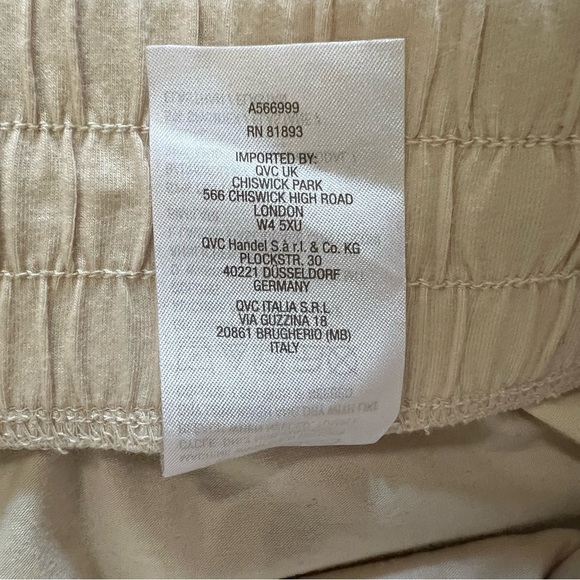 A566999
RN 81893
IMPORTED BY:
QVC UK
CHISWICK PARK
566 CHISWICK HIGH ROAD
LONDON
W4 5XU
QVC Handel S.à r.l. & Co. KG
PLOCKSTR. 30
40221 DÜSSELDORF
GERMANY
QVC ITALIA S.R.L
VIA GUZZINA 18
20861 BRUGHERIO (MB)
ITALY